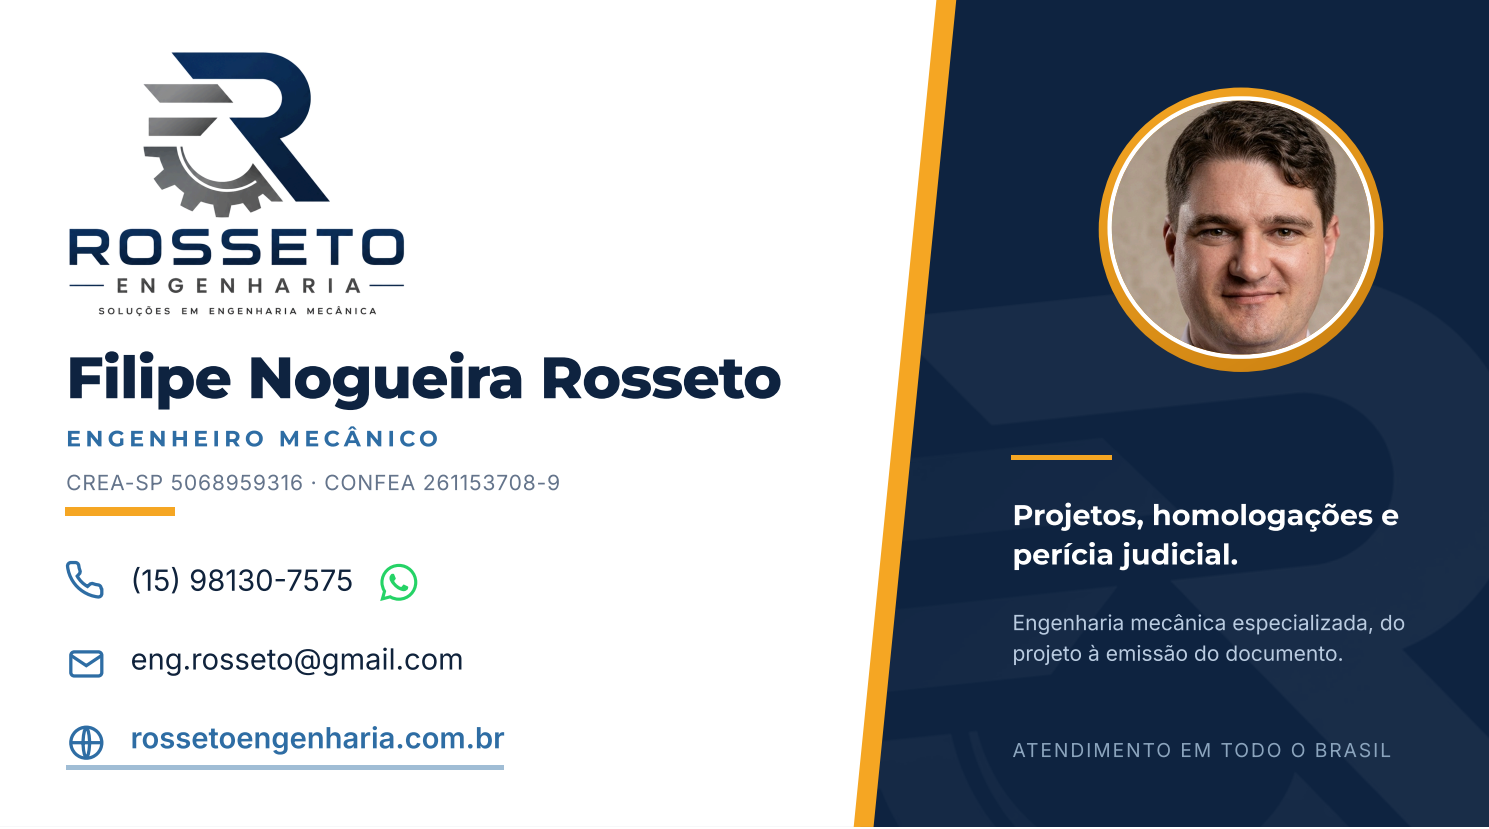 ROSSETO
ENGENHARIA
SOLUÇÕES EM ENGENHARIA MECÂNICA
Filipe Nogueira Rosseto
ENGENHEIRO MECÂNICO
CREA-SP 5068959316 · CONFEA 261153708-9
(15) 98130-7575
eng.rosseto@gmail.com
rossetoengenharia.com.br
Projetos, homologações e
perícia judicial.
Engenharia mecânica especializada, do
projeto à emissão do documento.
ATENDIMENTO EM TODO O BRASIL